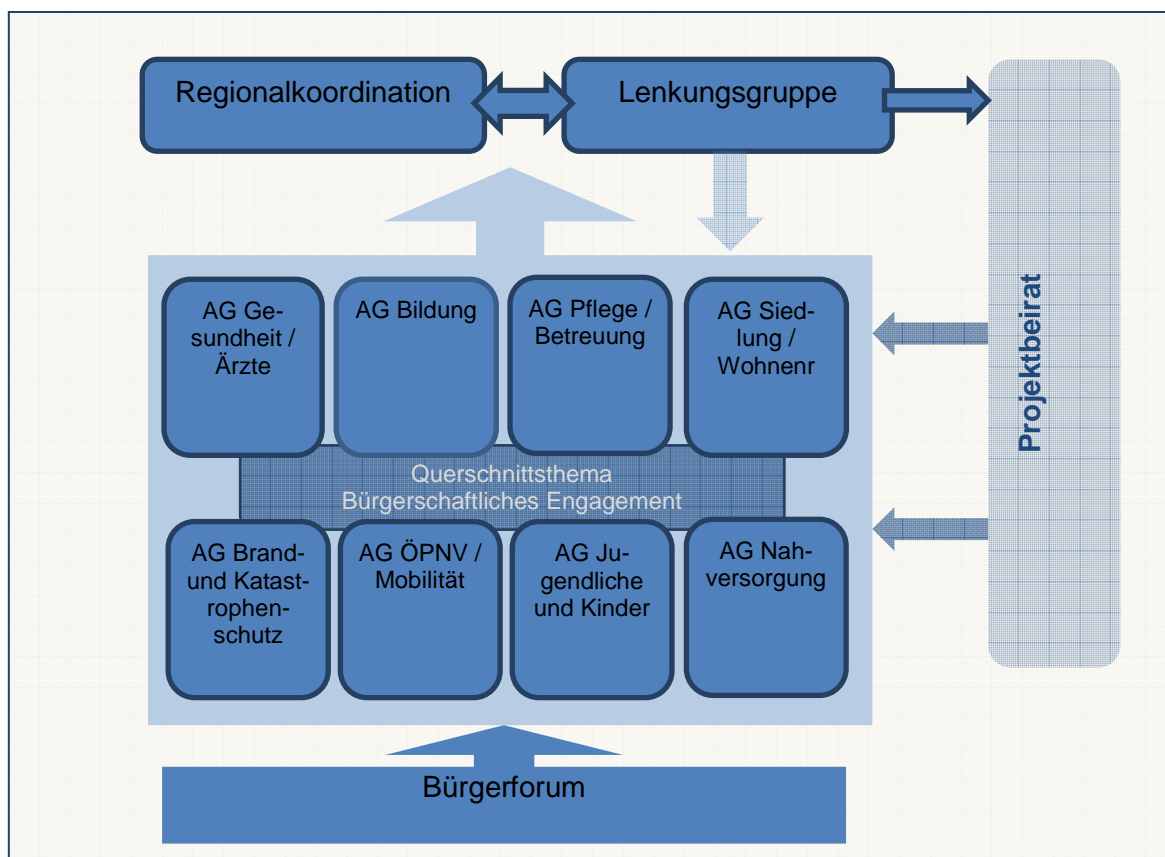 Regionalkoordination
Lenkungsgruppe
AG Ge-
sundheit /
Ärzte
AG Bildung
AG Pflege /
Betreuung
AG Sied-
lung /
Wohnenr
Querschnittsthema
Bürgerschaftliches Engagement
AG Brand-
und Katast-
rophen-
schutz
AG ÖPNV /
Mobilität
AG Ju-
gendliche
und Kinder
AG Nah-
versorgung
Bürgerforum
Projektbeirat